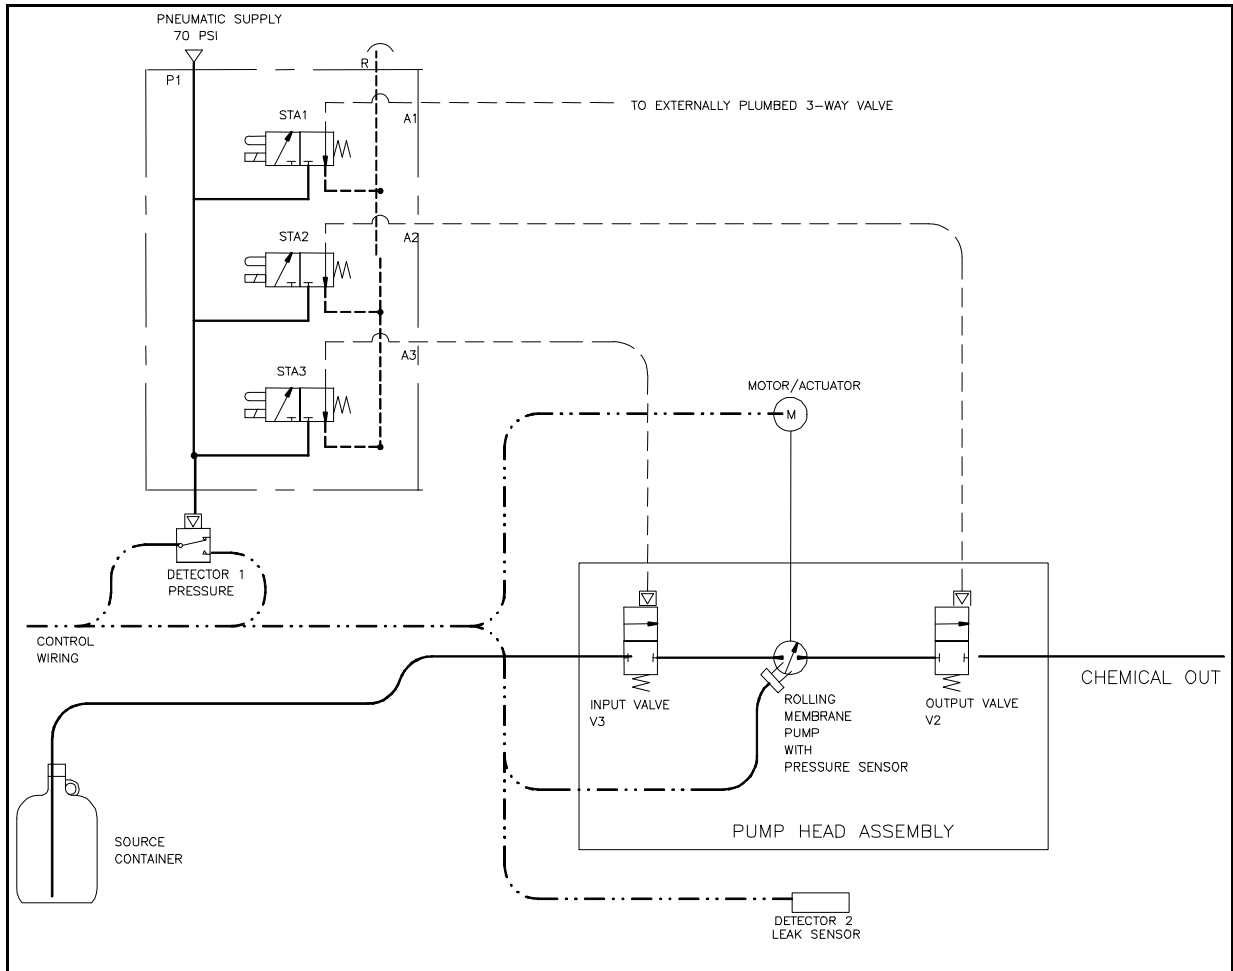 PNEUMATIC SUPPLY
70 PSI
P1
R
STA1
A1
TO EXTERNALLY PLUMBED 3-WAY VALVE
STA2
A2
STA3
A3
MOTOR/ACTUATOR
M
DETECTOR 1
PRESSURE
CONTROL
WIRING
INPUT VALVE
V3
ROLLING
MEMBRANE
PUMP
WITH
PRESSURE SENSOR
OUTPUT VALVE
V2
CHEMICAL OUT
PUMP HEAD ASSEMBLY
SOURCE
CONTAINER
DETECTOR 2
LEAK SENSOR